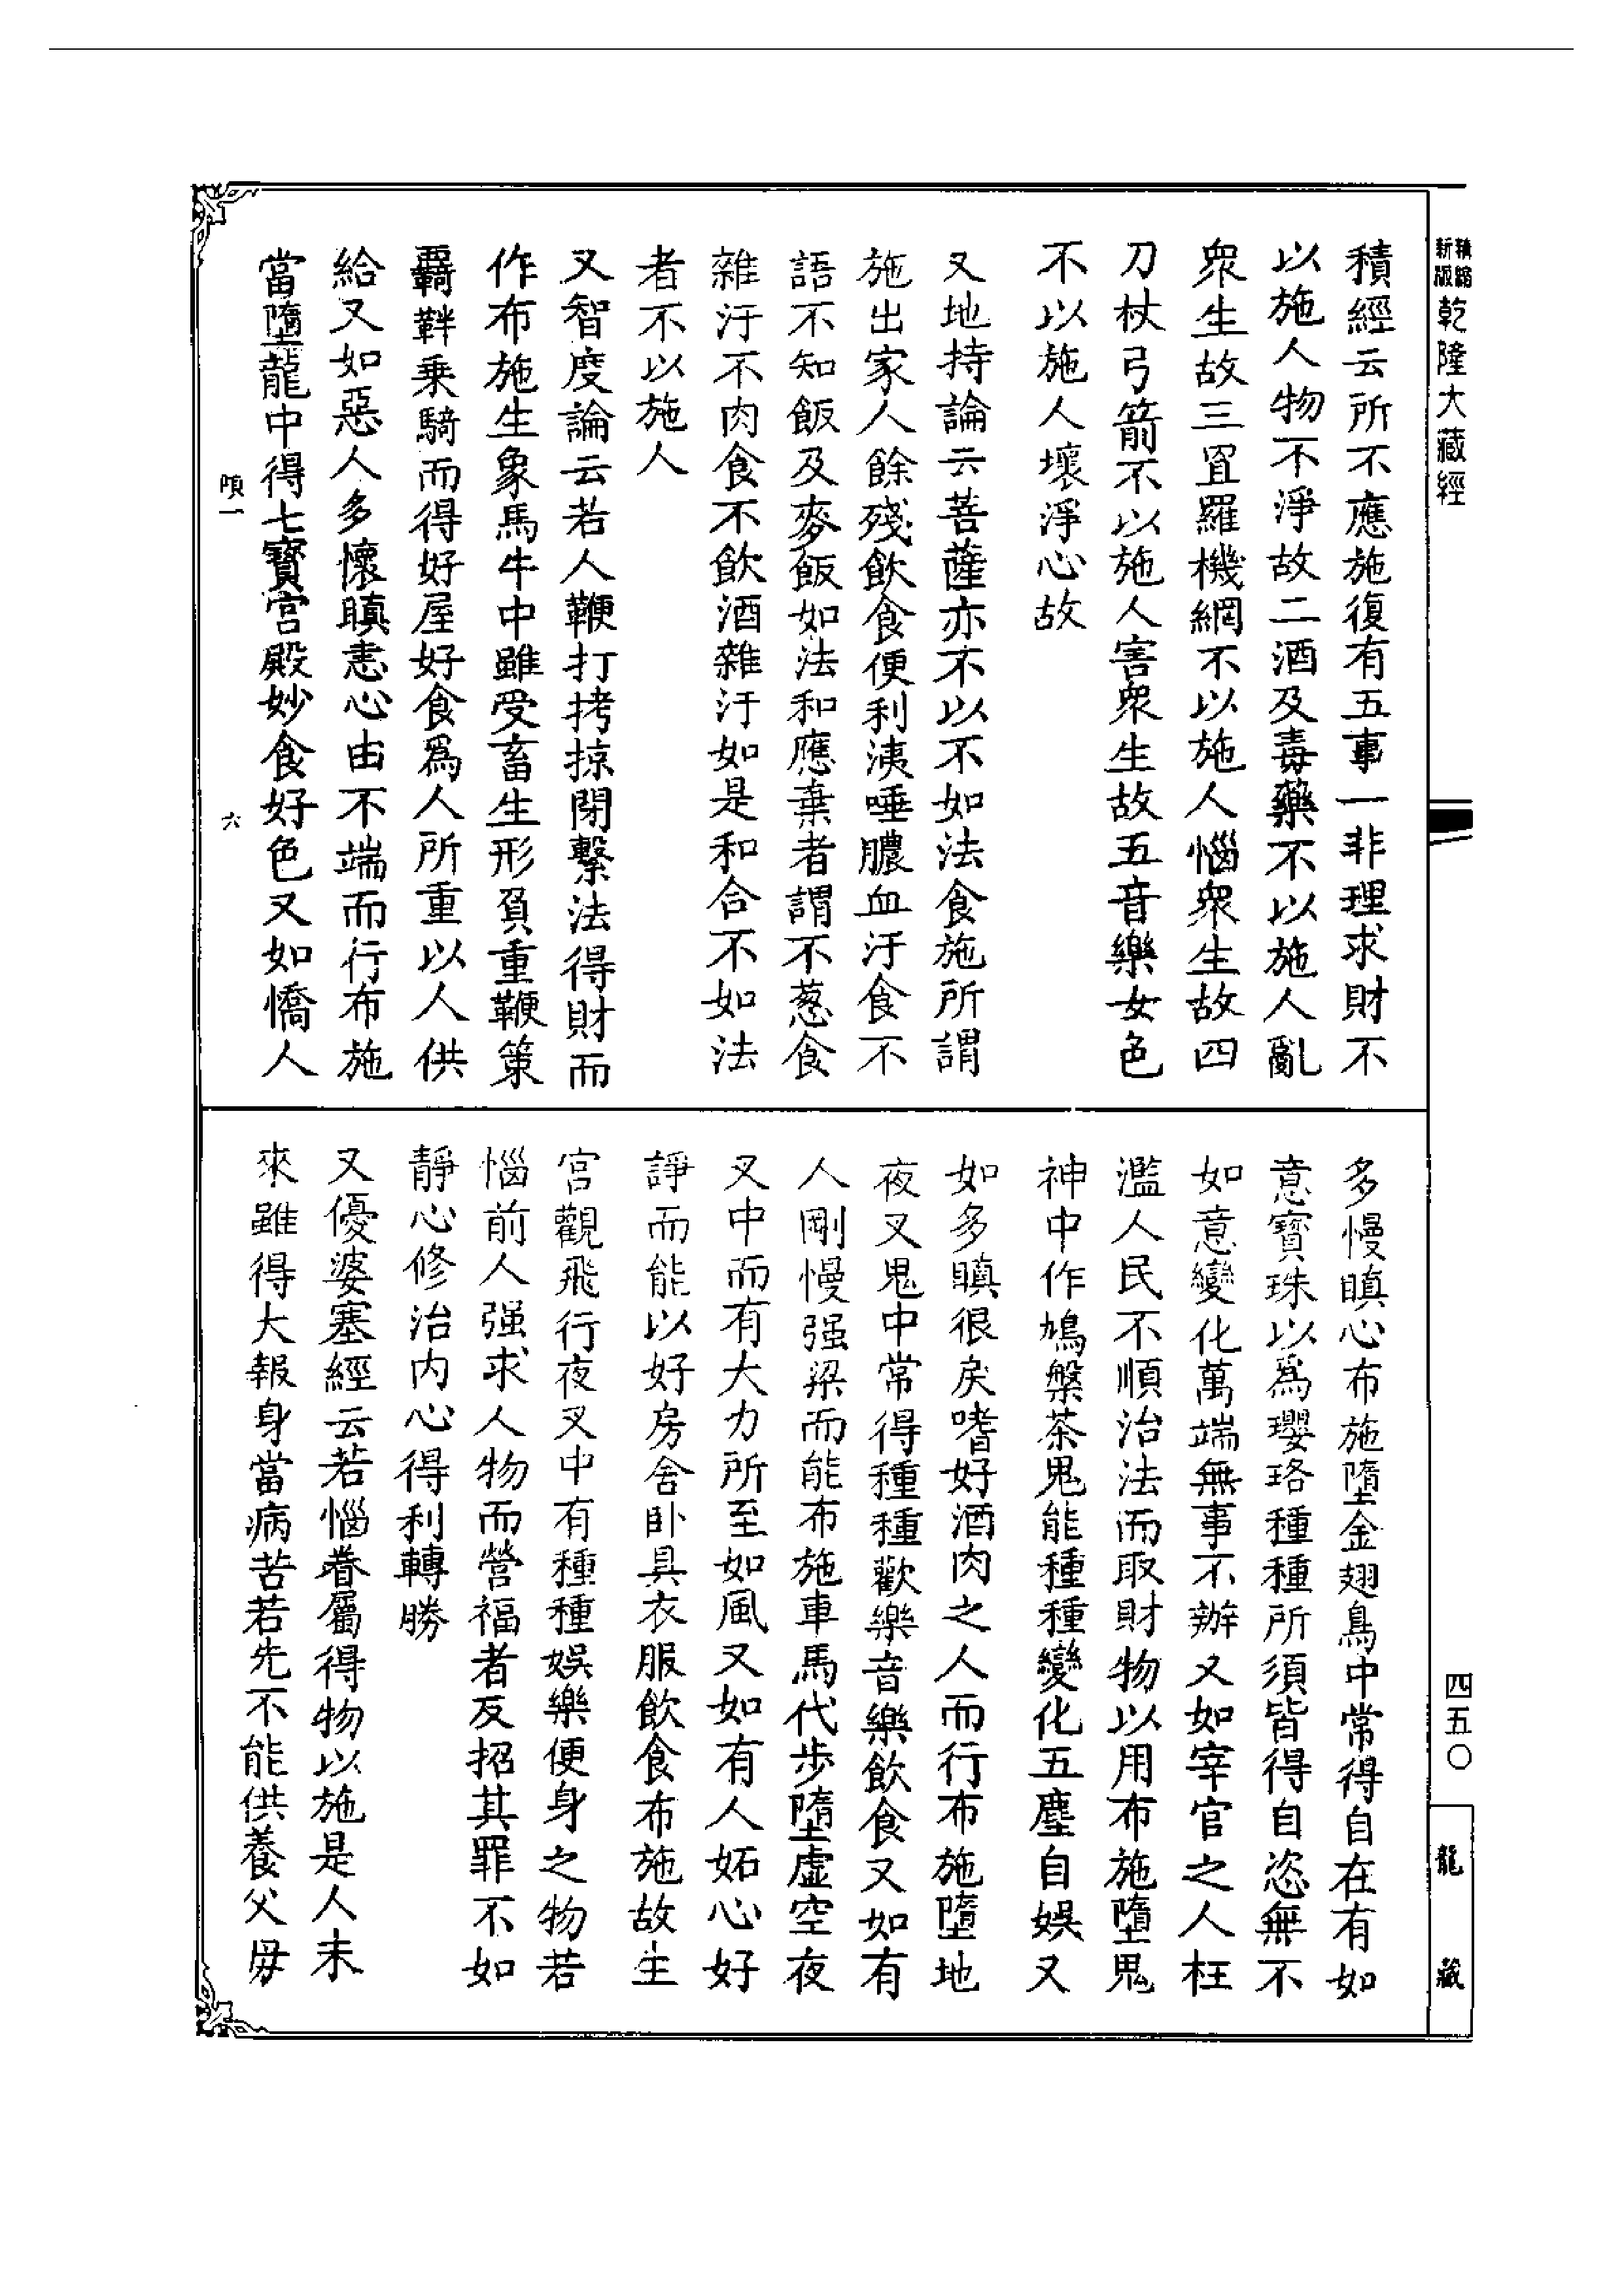 精縮新版乾隆大藏經
四五〇
龍藏
積經云所不應施復有五事一非理求財不
以施人物不淨故二酒及毒藥不以施人亂
衆生故三罝羅機網不以施人惱衆生故四
刀杖弓箭不以施人害衆生故五音樂女色
不以施人壞淨心故
又地持論云菩薩亦不以不如法食施所謂
施出家人餘殘飲食便利洟唾膿血汙食不
語不知飯及麥飯如法和應棄者謂不葱食
雜汙不肉食不飲酒雜汙如是和合不如法
者不以施人
又智度論云若人鞭打拷掠閉繫法得財而
作布施生象馬牛中雖受畜生形負重鞭策
羈靽乗騎而得好屋好食爲人所重以人供
給又如惡人多懷瞋恚心由不端而行布施
當墮龍中得七寶宮殿妙食好色又如憍人
多慢瞋心布施墮金翅鳥中常得自在有如
意寶珠以爲瓔珞種種所須皆得自恣無不
如意變化萬端無事不辦又如宰官之人枉
濫人民不順治法而取財物以用布施墮鬼
神中作鳩槃茶鬼能種種變化五塵自娛又
如多瞋很戾嗜好酒肉之人而行布施墮地
夜叉鬼中常得種種歡樂音樂飲食又如有
人剛慢强梁而能布施車馬代步墮虛空夜
叉中而有大力所至如風又如有人妬心好
諍而能以好房舍卧具衣服飲食布施故生
宮觀飛行夜叉中有種種娛樂便身之物若
惱前人强求人物而營福者反招其罪不如
靜心修治内心得利轉勝
又優婆塞經云若惱眷屬得物以施是人未
來雖得大報身當病苦若先不能供養父母
六